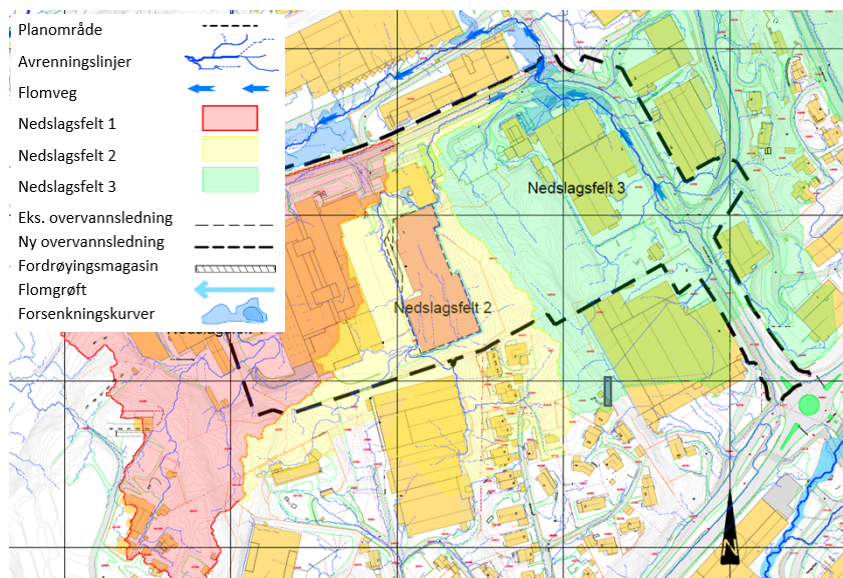 Planområde
Avrenningslinjer
Flomveg
Nedslagsfelt 1
Nedslagsfelt 2
Nedslagsfelt 3
Eks. overvannsledning
Ny overvannsledning
Fordrøyingsmagasin
Flomgrøft
Forsenkningskurver
Nedslagsfelt 3
Nedslagsfelt 2
N